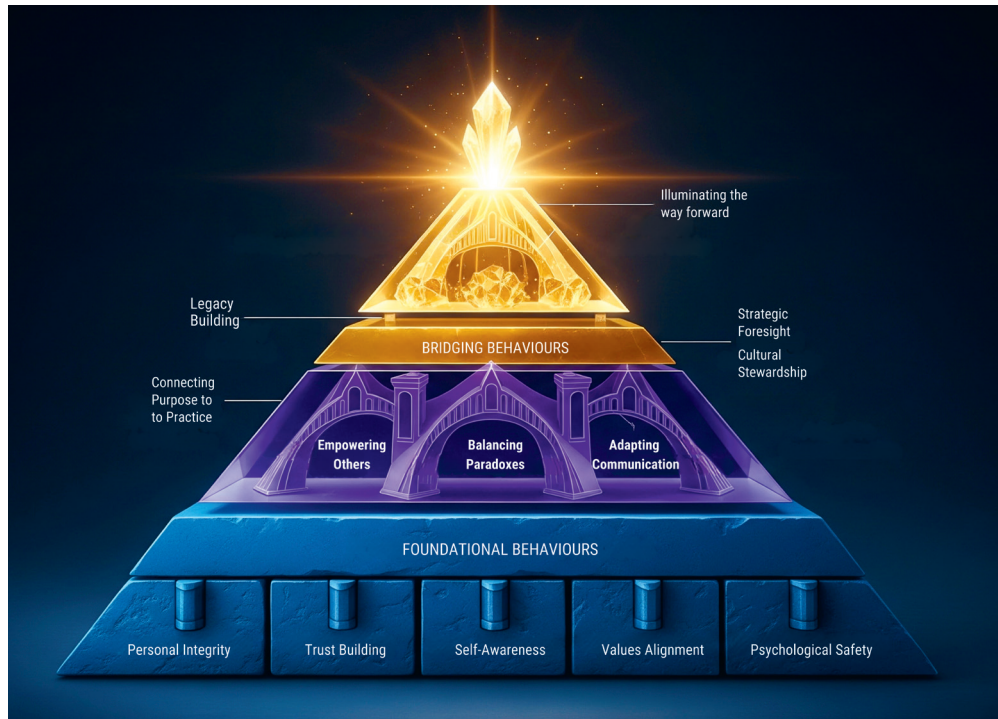 Illuminating the
way forward
Legacy
Building
Strategic
Foresight
BRIDGING BEHAVIOURS
Cultural
Stewardship
Connecting
Purpose to
to Practice
Empowering
Others
Balancing
Paradoxes
Adapting
Communication
FOUNDATIONAL BEHAVIOURS
Personal Integrity
Trust Building
Self-Awareness
Values Alignment
Psychological Safety